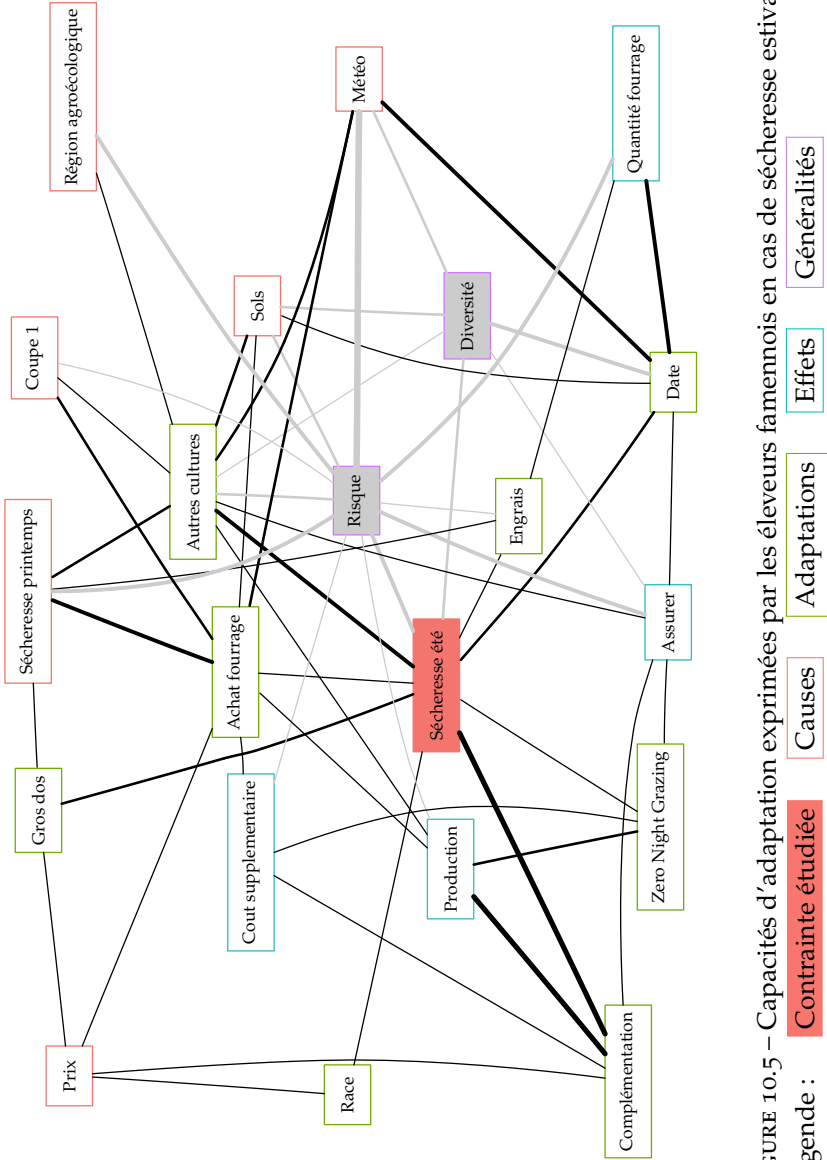 Prix
Gros dos
Sécheresse printemps
Coupe 1
Région agroécologique
Cout supplementaire
Achat fourrage
Autres cultures
Sols
Race
Risque
Météo
Production
Sécheresse été
Engrais
Diversité
Complémentation
Zero Night Grazing
Assurer
Date
Quantité fourrage
GURE 10.5 – Capacités d'adaptation exprimées par les éleveurs famennois en cas de sécheresse estiva
gende : Contrainte étudiée Causes Adaptations Effets Généralités